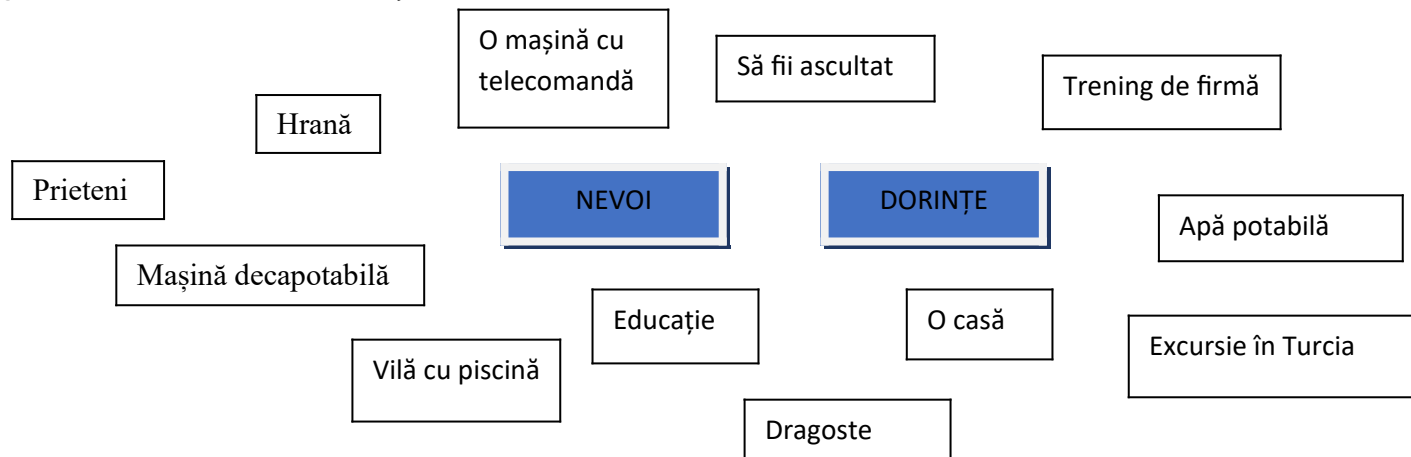 O mașină cu
telecomandă
Să fii ascultat
Trening de firmă
Hrană
Prieteni
NEVOI
DORINȚE
Apă potabilă
Mașină decapotabilă
Educație
O casă
Excursie în Turcia
Vilă cu piscină
Dragoste